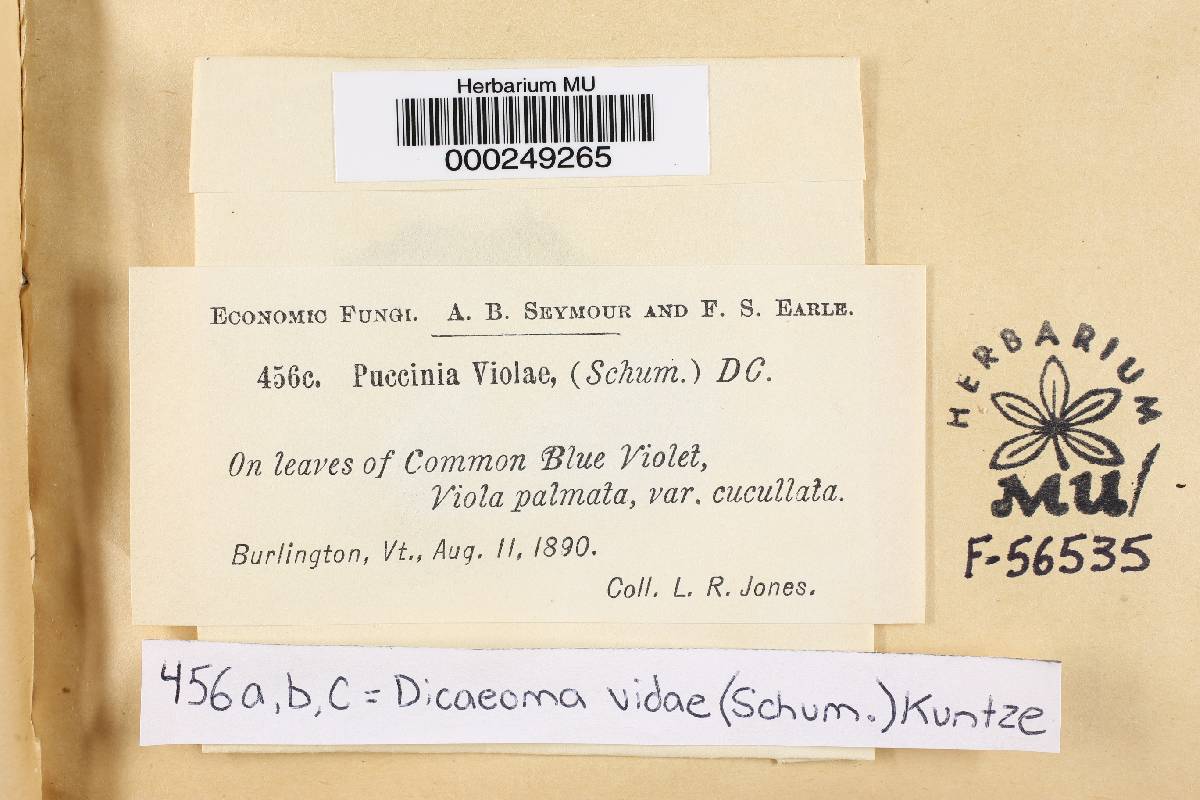 Herbarium MU
000249265
Economic Fungi. A. B. Seymour and F. S. Earle.
456c. Puccinia Violae, (Schum.) DC.
On leaves of Common Blue Violet,
Viola palmata, var. cucullata.
Burlington, Vt., Aug. 11, 1890.
Coll. L. R. Jones.
HERBARIUM
MU/
F-56535
456a,b,c = Dicaeoma vidae (Schum.) Kuntze